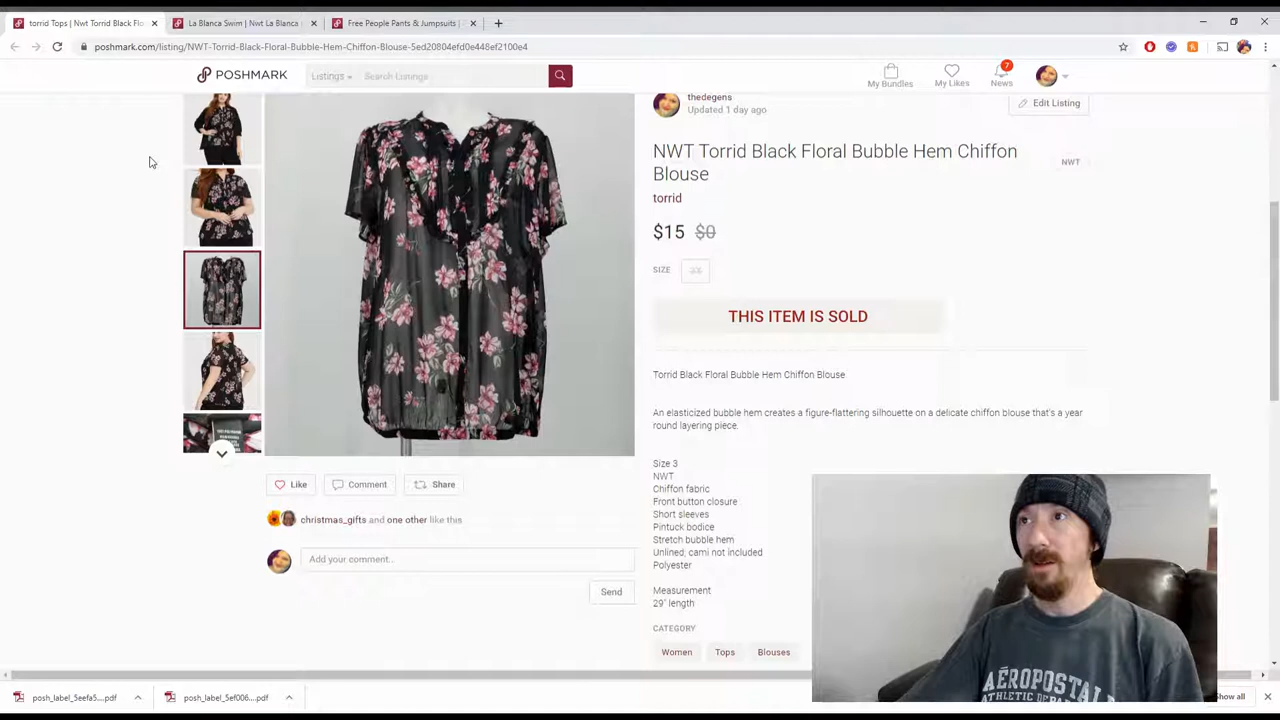 torrid Tops | Nwt Torrid Black Flo
La Blanca Swim | Nwt La Blanca
Free People Pants & Jumpsuits |
poshmark.com/listing/NWT-Torrid-Black-Floral-Bubble-Hem-Chiffon-Blouse-5ed20804efd0e448ef2100e4
POSHMARK
Listings
Search Listings
My Bundles
My Likes
7
News
thedegens
Updated 1 day ago
Edit Listing
NWT Torrid Black Floral Bubble Hem Chiffon
Blouse
NWT
torrid
$15 $0
SIZE
THIS ITEM IS SOLD
Torrid Black Floral Bubble Hem Chiffon Blouse
An elasticized bubble hem creates a figure-flattering silhouette on a delicate chiffon blouse that's a year
round layering piece.
Size 3
NWT
Chiffon fabric
Front button closure
Short sleeves
Pintuck bodice
Stretch bubble hem
Unlined; cami not included
Polyester
Measurement
29" length
CATEGORY
Women Tops Blouses
Like Comment Share
christmas_gifts and one other like this
Add your comment...
Send
AÉROPOSTALE
ATHLETIC
posh_label_5eefa5....pdf
posh_label_5ef006....pdf
Show all